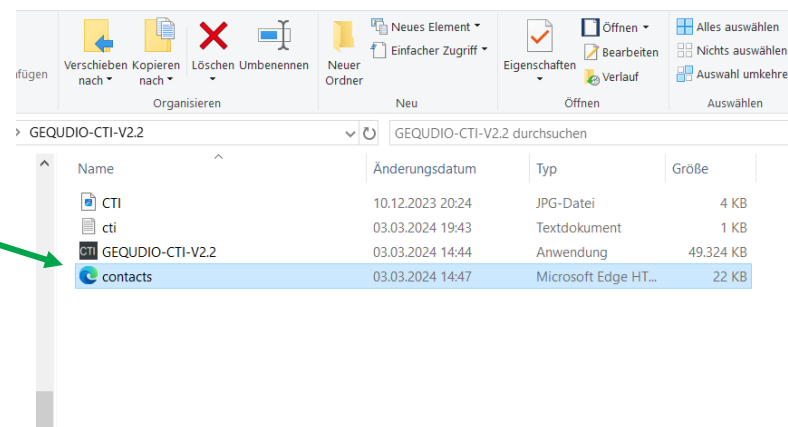 Neues Element
Öffnen
Alles auswählen
Einfacher Zugriff
Bearbeiten
Nichts auswählen
Verschieben nach
Kopieren nach
Löschen
Umbenennen
Neuer Ordner
Eigenschaften
Verlauf
Auswahl umkehre
nfügen
Organisieren
Neu
Öffnen
Auswählen
GEQUDIO-CTI-V2.2
GEQUDIO-CTI-V2.2 durchsuchen
Name Änderungsdatum Typ Größe
CTI 10.12.2023 20:24 JPG-Datei 4 KB
cti 03.03.2024 19:43 Textdokument 1 KB
CTI GEQUDIO-CTI-V2.2 03.03.2024 14:44 Anwendung 49.324 KB
contacts 03.03.2024 14:47 Microsoft Edge HT... 22 KB